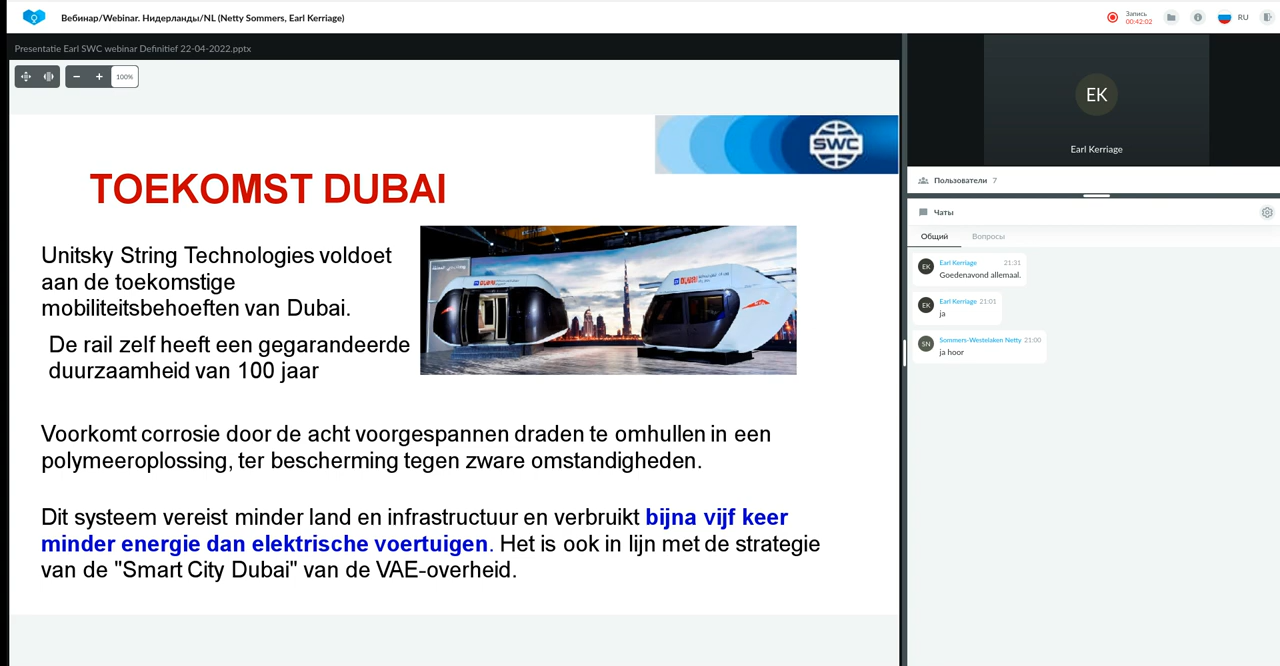 Вебинар/Webinar. Нидерланды/NL (Netty Sommers, Earl Kerriage)
Запись
00:42:02
RU
Presentatie Earl SWC webinar Definitief 22-04-2022.pptx
100%
SWC
TOEKOMST DUBAI
Unitsky String Technologies voldoet
aan de toekomstige
mobiliteitsbehoeften van Dubai.
De rail zelf heeft een gegarandeerde
duurzaamheid van 100 jaar
Voorkomt corrosie door de acht voorgespannen draden te omhullen in een
polymeeroplossing, ter bescherming tegen zware omstandigheden.
Dit systeem vereist minder land en infrastructuur en verbruikt bijna vijf keer
minder energie dan elektrische voertuigen. Het is ook in lijn met de strategie
van de "Smart City Dubai" van de VAE-overheid.
EK
Earl Kerriage
Пользователи 7
Чаты
Общий Вопросы
EK Earl Kerriage 21:31
Goedenavond allemaal.
EK Earl Kerriage 21:01
ja
SN Sommers-Westelaken Netty 21:00
ja hoor